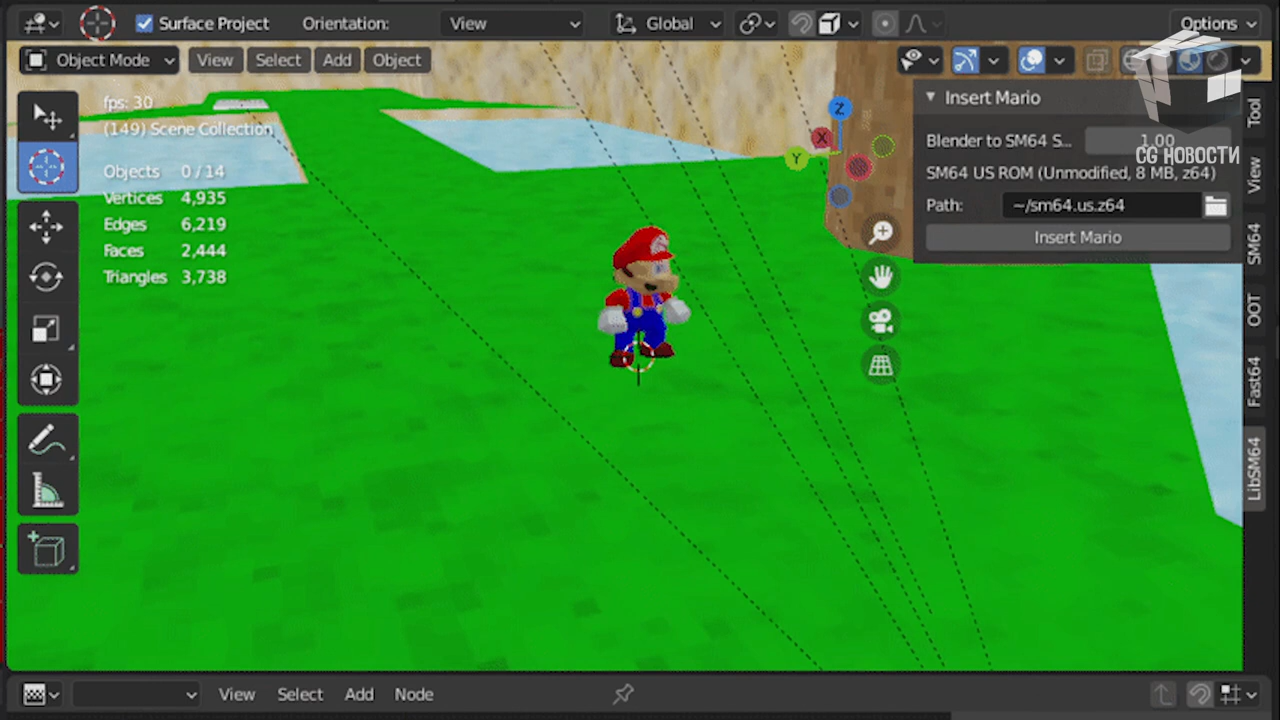 Surface Project
Orientation:
View
Global
Options
Object Mode
View
Select
Add
Object
fps: 30
(149) Scene Collection
Objects 0 / 14
Vertices 4,935
Edges 6,219
Faces 2,444
Triangles 3,738
Z
X
Y
Insert Mario
Blender to SM64 S... 1.00
SM64 US ROM (Unmodified, 8 MB, z64)
Path: ~/sm64.us.z64
Insert Mario
CG НОВОСТИ
Tool
View
SM64
OOT
Fast64
LibSM64
View
Select
Add
Node